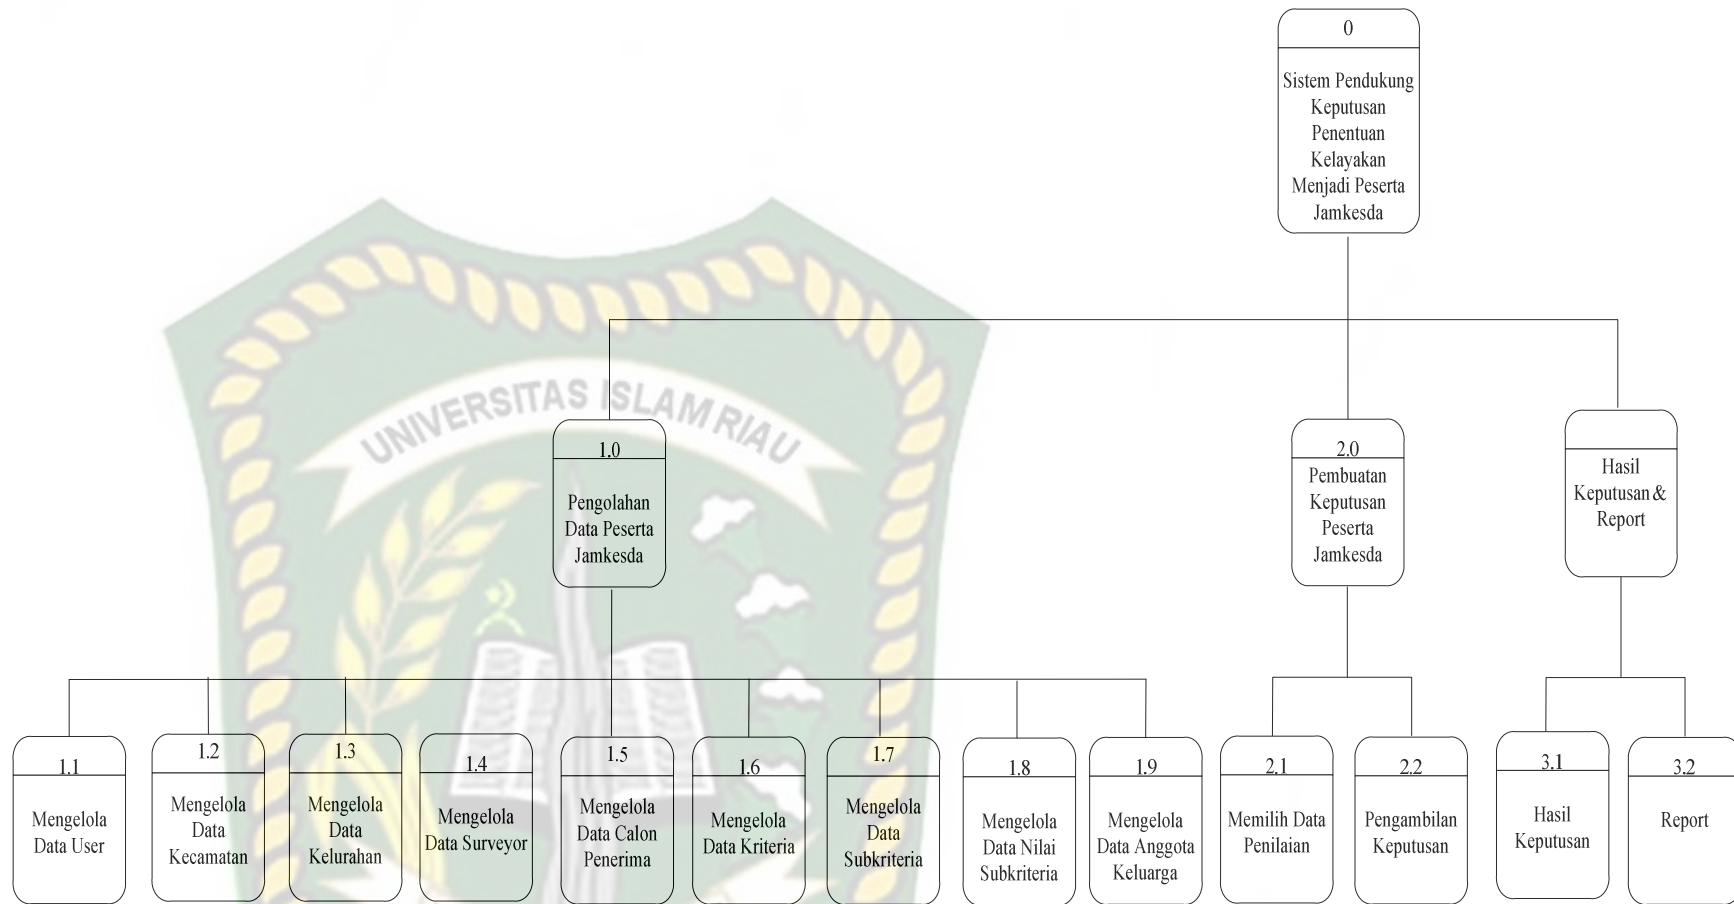 0
Sistem Pendukung
Keputusan
Penentuan
Kelayakan
Menjadi Peserta
Jamkesda
UNIVERSITAS ISLAM RIAU
1.0
Pengolahan
Data Peserta
Jamkesda
2.0
Pembuatan
Keputusan
Peserta
Jamkesda
Hasil
Keputusan &
Report
1.1
Mengelola
Data User
1.2
Mengelola
Data
Kecamatan
1.3
Mengelola
Data
Kelurahan
1.4
Mengelola
Data Surveyor
1.5
Mengelola
Data Calon
Penerima
1.6
Mengelola
Data Kriteria
1.7
Mengelola
Data
Subkriteria
1.8
Mengelola
Data Nilai
Subkriteria
1.9
Mengelola
Data Anggota
Keluarga
2.1
Memilih Data
Penilaian
2.2
Pengambilan
Keputusan
3.1
Hasil
Keputusan
3.2
Report